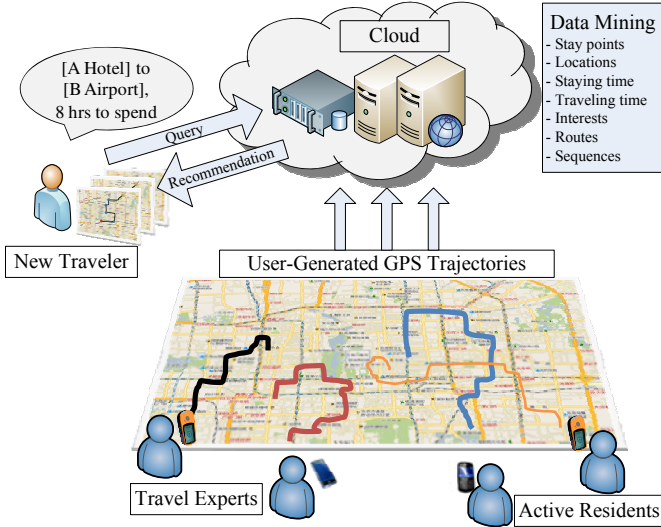 Cloud
Data Mining
- Stay points
- Locations
- Staying time
- Traveling time
- Interests
- Routes
- Sequences
[A Hotel] to
[B Airport],
8 hrs to spend
Query
Recommendation
New Traveler
User-Generated GPS Trajectories
Travel Experts
Active Residents